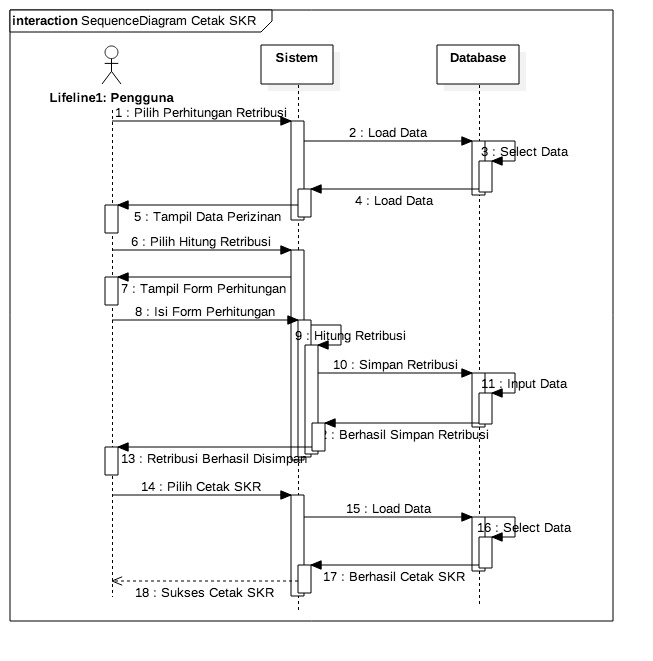 interaction SequenceDiagram Cetak SKR
Sistem
Database
Lifeline1: Pengguna
1 : Pilih Perhitungan Retribusi
2 : Load Data
3 : Select Data
4 : Load Data
5 : Tampil Data Perizinan
6 : Pilih Hitung Retribusi
7 : Tampil Form Perhitungan
8 : Isi Form Perhitungan
9 : Hitung Retribusi
10 : Simpan Retribusi
11 : Input Data
: Berhasil Simpan Retribusi
13 : Retribusi Berhasil Disimpan
14 : Pilih Cetak SKR
15 : Load Data
16 : Select Data
17 : Berhasil Cetak SKR
18 : Sukses Cetak SKR